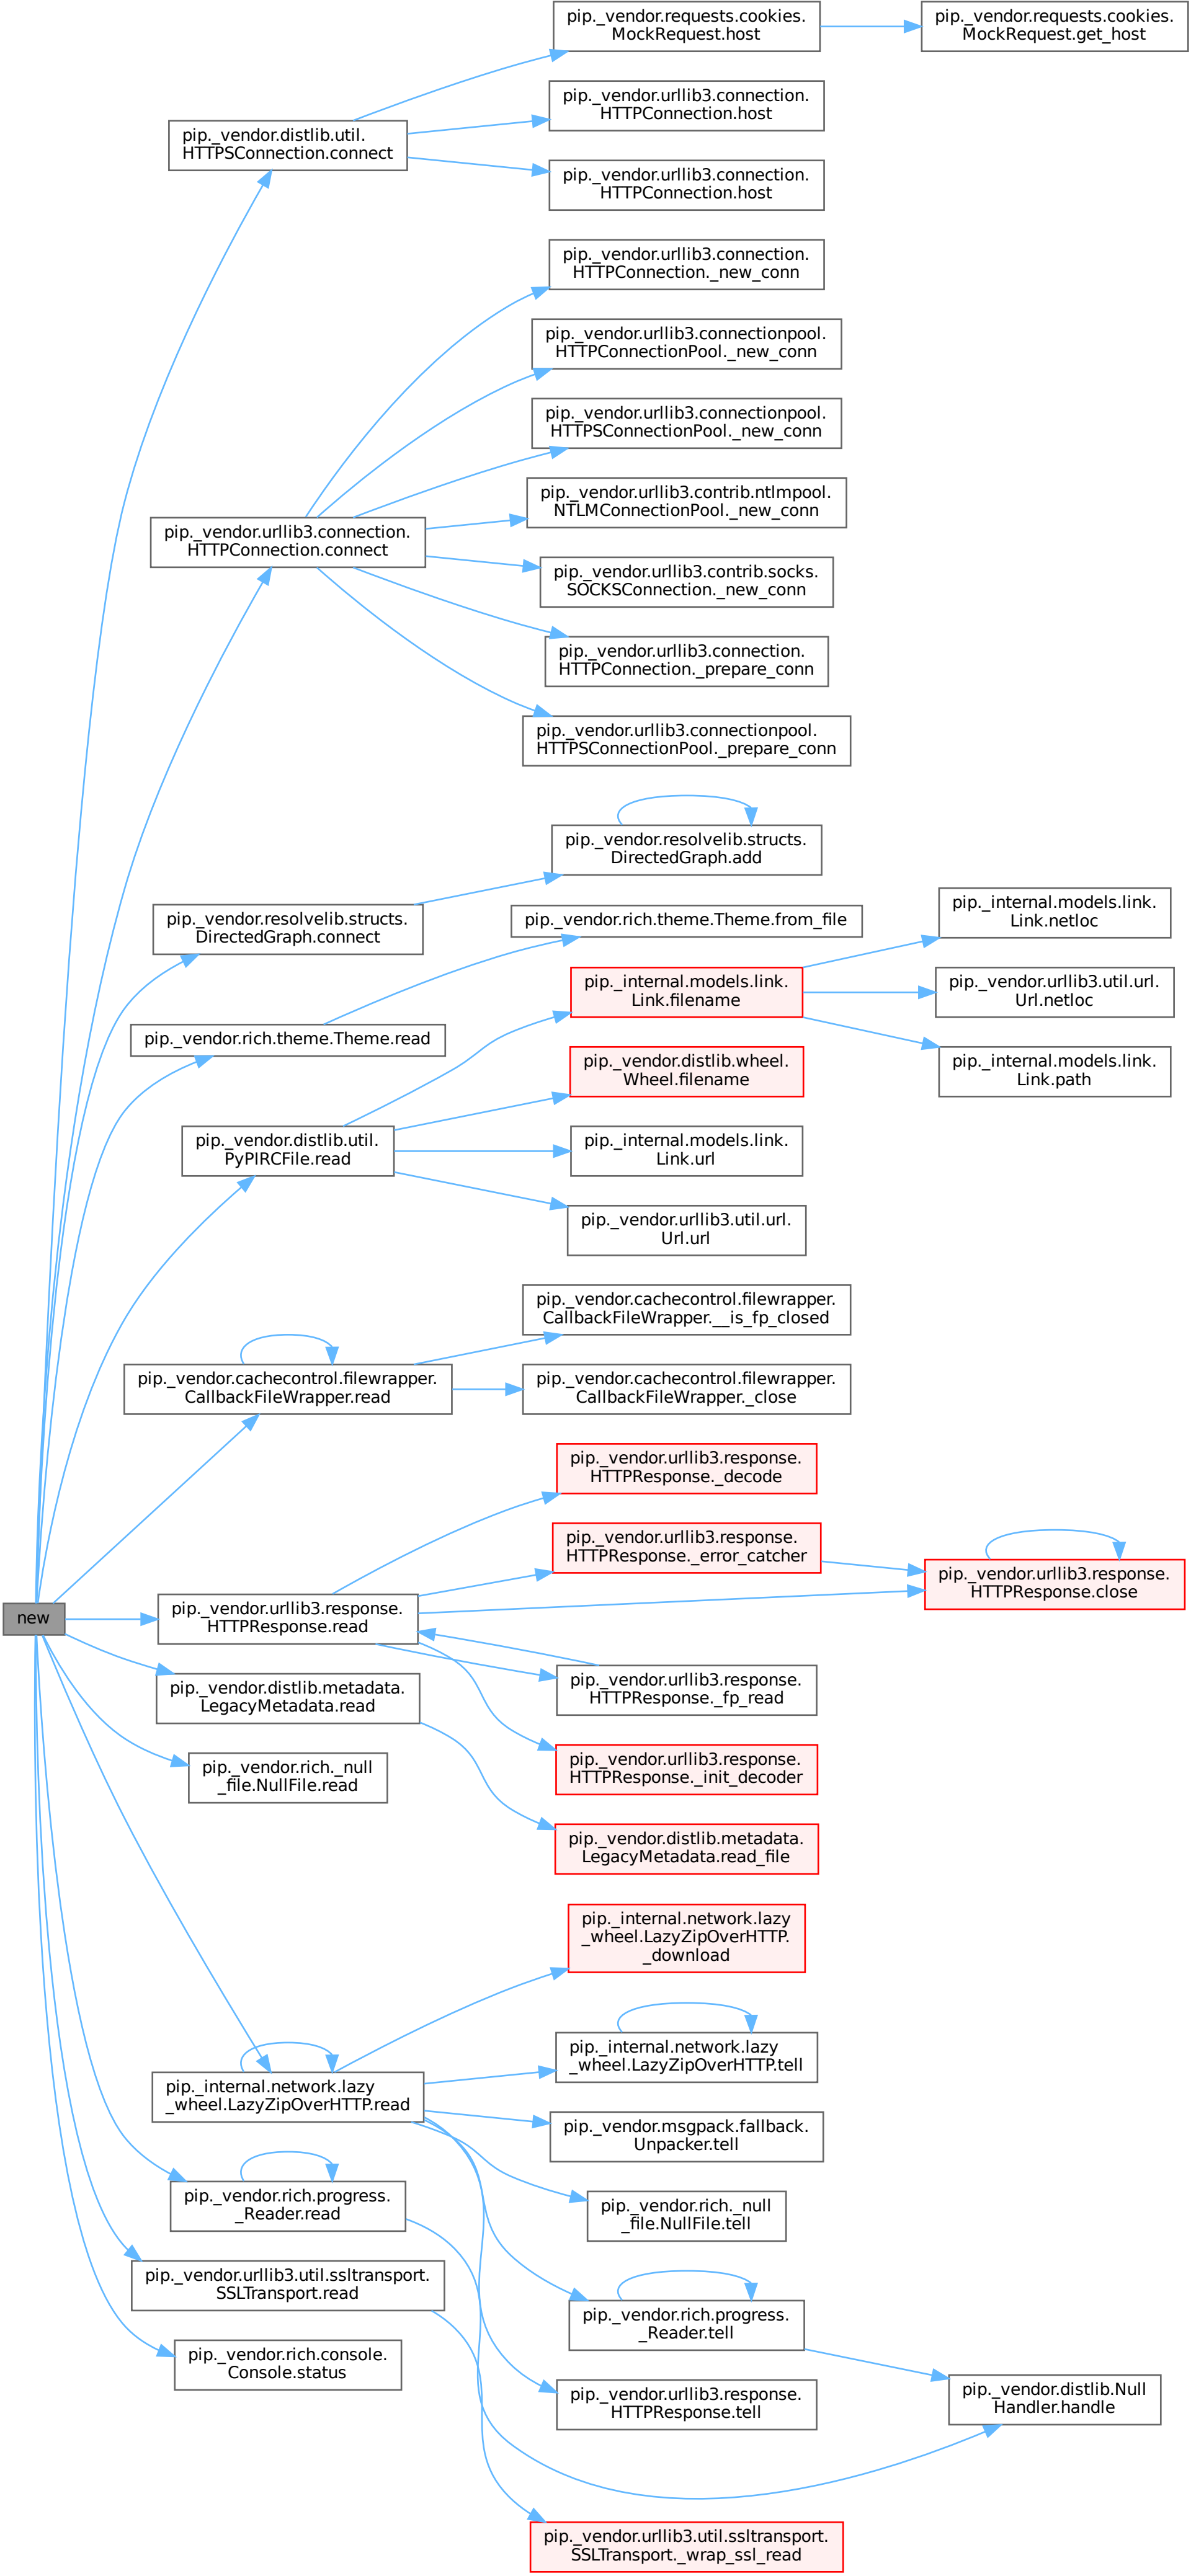 pip._vendor.requests.cookies.
MockRequest.host
pip._vendor.requests.cookies.
MockRequest.get_host
pip._vendor.urllib3.connection.
HTTPConnection.host
pip._vendor.distlib.util.
HTTPSConnection.connect
pip._vendor.urllib3.connection.
HTTPConnection.host
pip._vendor.urllib3.connection.
HTTPConnection._new_conn
pip._vendor.urllib3.connectionpool.
HTTPConnectionPool._new_conn
pip._vendor.urllib3.connectionpool.
HTTPSConnectionPool._new_conn
pip._vendor.urllib3.contrib.ntlmpool.
NTLMConnectionPool._new_conn
pip._vendor.urllib3.connection.
HTTPConnection.connect
pip._vendor.urllib3.contrib.socks.
SOCKSConnection._new_conn
pip._vendor.urllib3.connection.
HTTPConnection._prepare_conn
pip._vendor.urllib3.connectionpool.
HTTPSConnectionPool._prepare_conn
pip._vendor.resolvelib.structs.
DirectedGraph.add
pip._vendor.resolvelib.structs.
DirectedGraph.connect
pip._vendor.rich.theme.Theme.from_file
pip._internal.models.link.
Link.netloc
pip._vendor.rich.theme.Theme.read
pip._internal.models.link.
Link.filename
pip._vendor.urllib3.util.url.
Url.netloc
pip._vendor.distlib.wheel.
Wheel.filename
pip._internal.models.link.
Link.path
pip._vendor.distlib.util.
PyPIRCFile.read
pip._internal.models.link.
Link.url
pip._vendor.urllib3.util.url.
Url.url
pip._vendor.cachecontrol.filewrapper.
CallbackFileWrapper.__is_fp_closed
pip._vendor.cachecontrol.filewrapper.
CallbackFileWrapper.read
pip._vendor.cachecontrol.filewrapper.
CallbackFileWrapper._close
pip._vendor.urllib3.response.
HTTPResponse._decode
pip._vendor.urllib3.response.
HTTPResponse._error_catcher
pip._vendor.urllib3.response.
HTTPResponse.close
new
pip._vendor.urllib3.response.
HTTPResponse.read
pip._vendor.urllib3.response.
HTTPResponse._fp_read
pip._vendor.distlib.metadata.
LegacyMetadata.read
pip._vendor.rich._null
_file.NullFile.read
pip._vendor.urllib3.response.
HTTPResponse._init_decoder
pip._vendor.distlib.metadata.
LegacyMetadata.read_file
pip._internal.network.lazy
_wheel.LazyZipOverHTTP.
_download
pip._internal.network.lazy
_wheel.LazyZipOverHTTP.tell
pip._internal.network.lazy
_wheel.LazyZipOverHTTP.read
pip._vendor.msgpack.fallback.
Unpacker.tell
pip._vendor.rich.progress.
_Reader.read
pip._vendor.rich._null
_file.NullFile.tell
pip._vendor.urllib3.util.ssltransport.
SSLTransport.read
pip._vendor.rich.progress.
_Reader.tell
pip._vendor.rich.console.
Console.status
pip._vendor.urllib3.response.
HTTPResponse.tell
pip._vendor.distlib.Null
Handler.handle
pip._vendor.urllib3.util.ssltransport.
SSLTransport._wrap_ssl_read